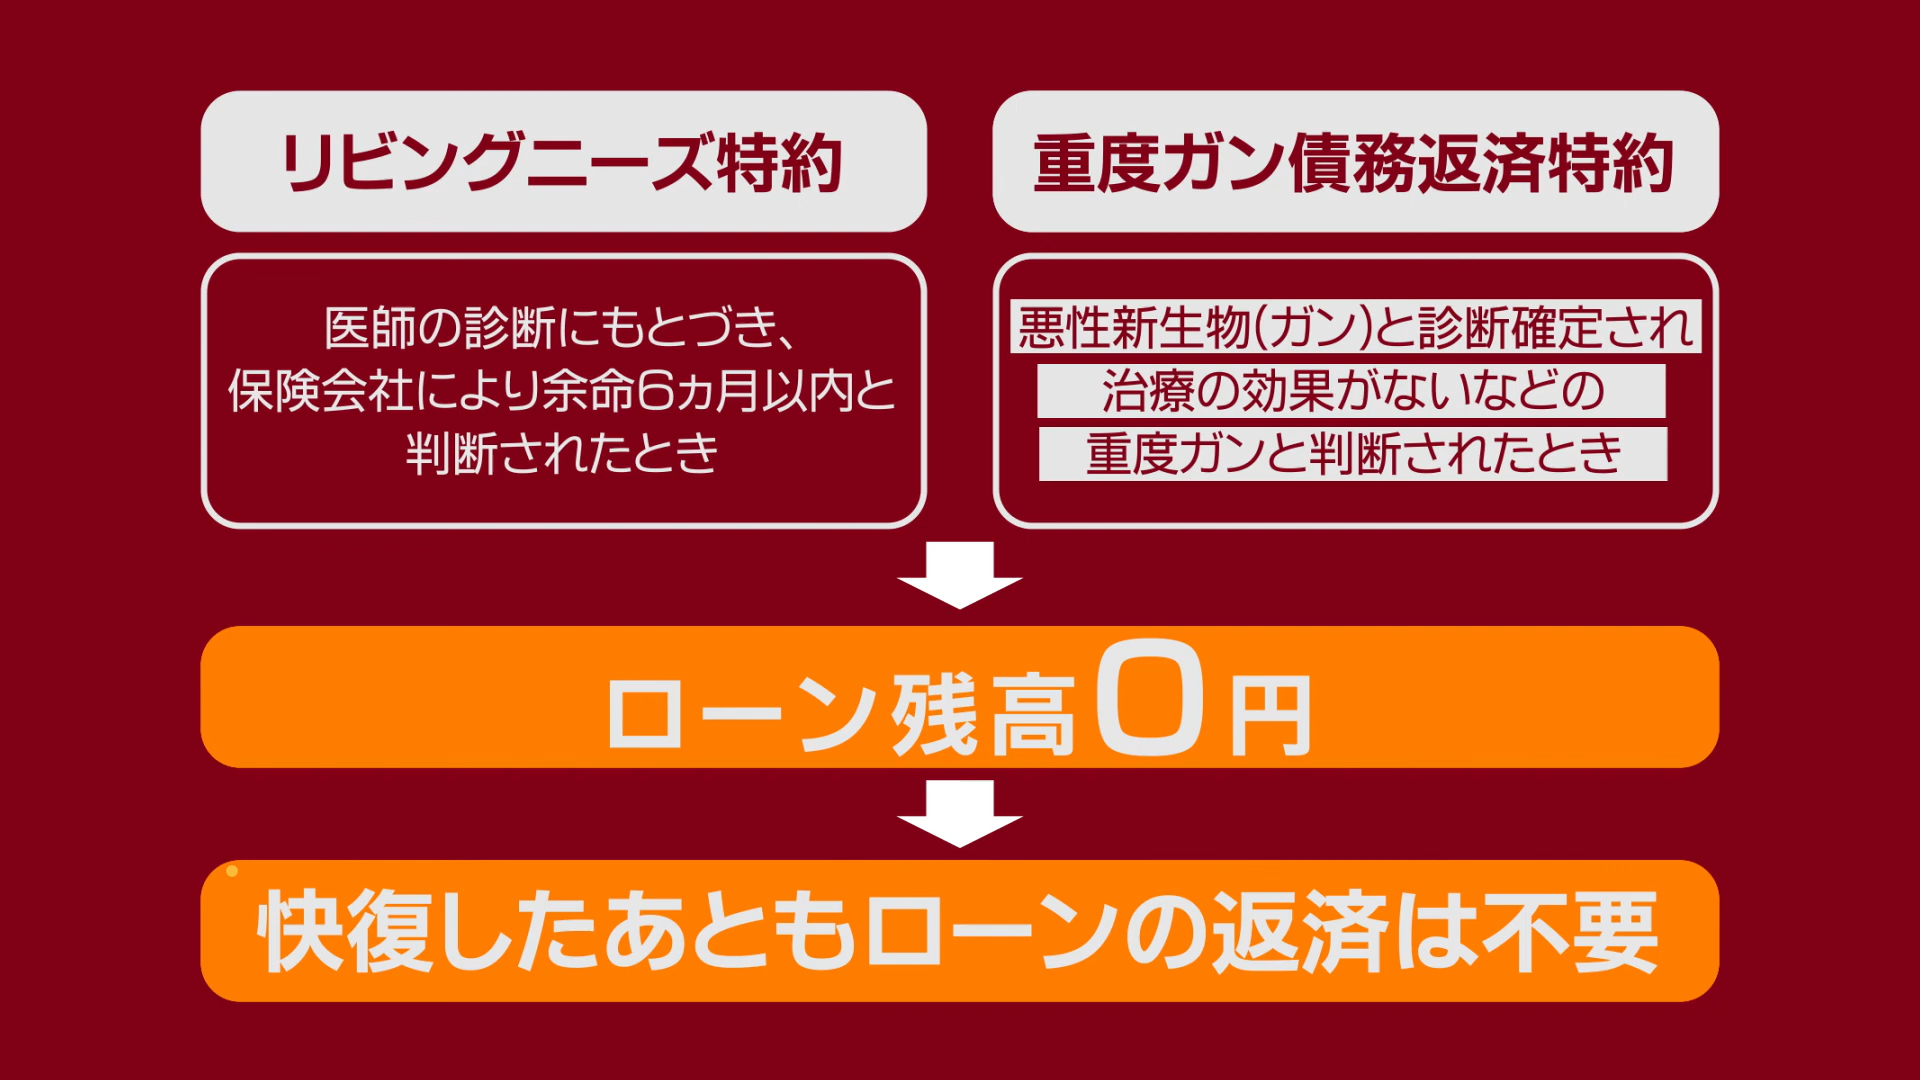 リビングニーズ特約
医師の診断にもとづき、
保険会社により余命6ヵ月以内と
判断されたとき
重度ガン債務返済特約
悪性新生物(ガン)と診断確定され
治療の効果がないなどの
重度ガンと判断されたとき
ローン残高0円
快復したあともローンの返済は不要